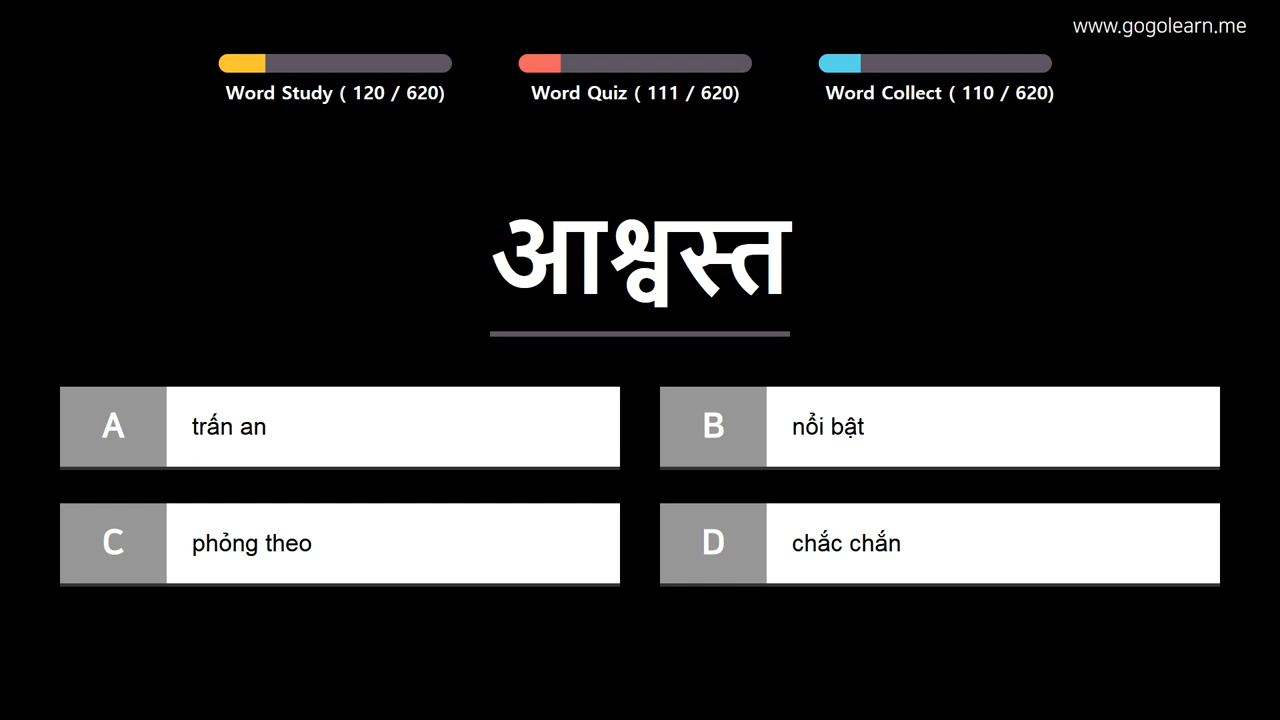 www.gogolearn.me
Word Study ( 120 / 620)
Word Quiz ( 111 / 620)
Word Collect ( 110 / 620)
आश्वस्त
A trấn an
B nổi bật
C phỏng theo
D chắc chắn